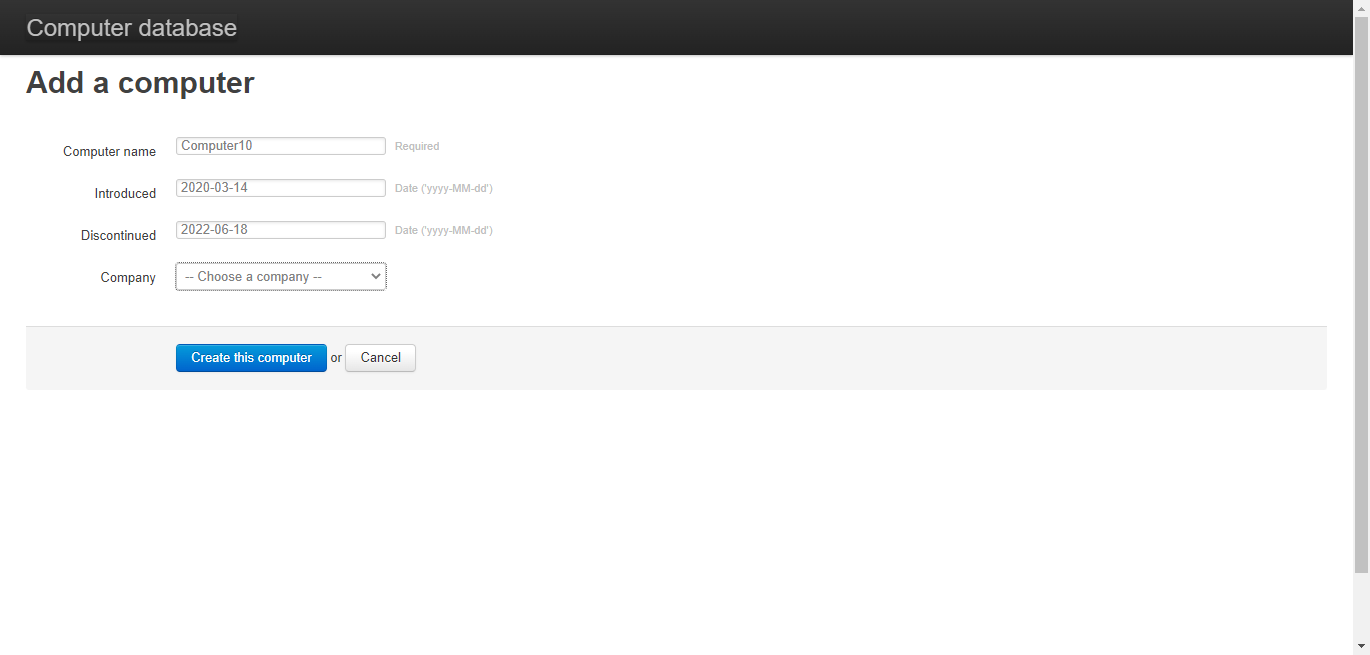 Computer database
Add a computer
Computer name Computer10 Required
Introduced 2020-03-14 Date ('yyyy-MM-dd')
Discontinued 2022-06-18 Date ('yyyy-MM-dd')
Company -- Choose a company --
Create this computer or Cancel